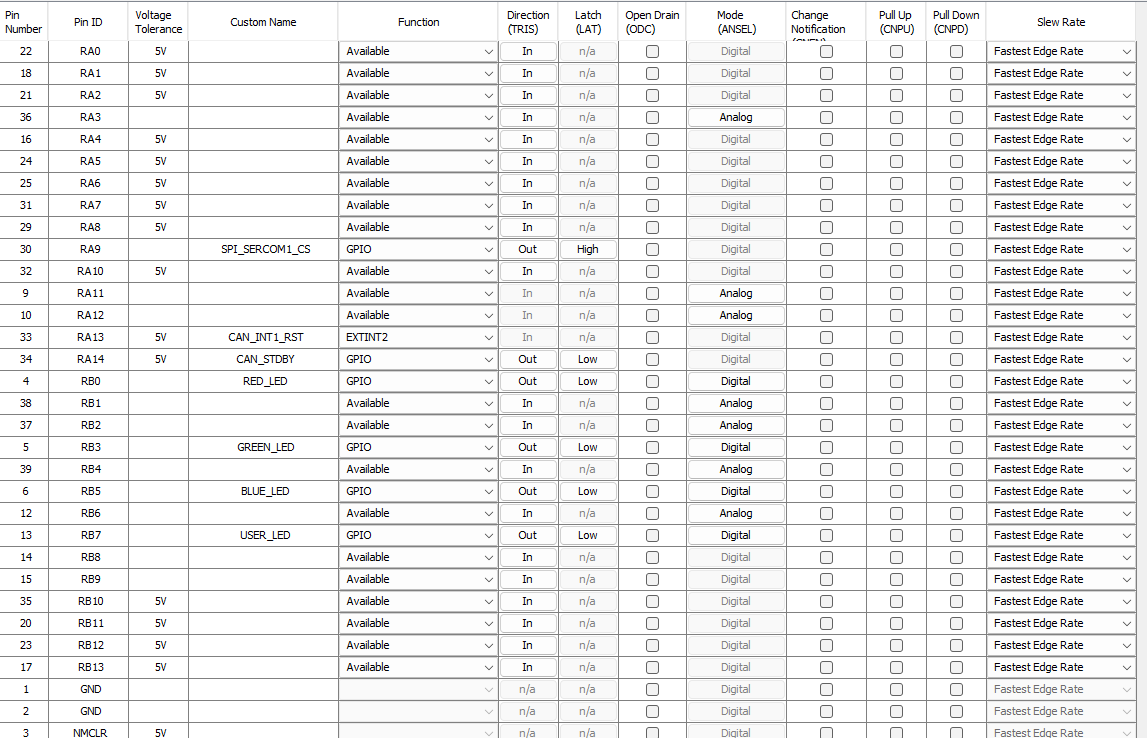 Pin Number Pin ID Voltage Tolerance Custom Name Function Direction (TRIS) Latch (LAT) Open Drain (ODC) Mode (ANSEL) Change Notification Pull Up (CNPU) Pull Down (CNPD) Slew Rate
22 RA0 5V Available In n/a Digital Fastest Edge Rate
18 RA1 5V Available In n/a Digital Fastest Edge Rate
21 RA2 5V Available In n/a Digital Fastest Edge Rate
36 RA3 Available In n/a Analog Fastest Edge Rate
16 RA4 5V Available In n/a Digital Fastest Edge Rate
24 RA5 5V Available In n/a Digital Fastest Edge Rate
25 RA6 5V Available In n/a Digital Fastest Edge Rate
31 RA7 5V Available In n/a Digital Fastest Edge Rate
29 RA8 5V Available In n/a Digital Fastest Edge Rate
30 RA9 SPI_SERCOM1_CS GPIO Out High Digital Fastest Edge Rate
32 RA10 5V Available In n/a Digital Fastest Edge Rate
9 RA11 Available In n/a Analog Fastest Edge Rate
10 RA12 Available In n/a Analog Fastest Edge Rate
33 RA13 5V CAN_INT1_RST EXTINT2 In n/a Digital Fastest Edge Rate
34 RA14 5V CAN_STDBY GPIO Out Low Digital Fastest Edge Rate
4 RB0 RED_LED GPIO Out Low Digital Fastest Edge Rate
38 RB1 Available In n/a Analog Fastest Edge Rate
37 RB2 Available In n/a Analog Fastest Edge Rate
5 RB3 GREEN_LED GPIO Out Low Digital Fastest Edge Rate
39 RB4 Available In n/a Analog Fastest Edge Rate
6 RB5 BLUE_LED GPIO Out Low Digital Fastest Edge Rate
12 RB6 Available In n/a Analog Fastest Edge Rate
13 RB7 USER_LED GPIO Out Low Digital Fastest Edge Rate
14 RB8 Available In n/a Digital Fastest Edge Rate
15 RB9 Available In n/a Digital Fastest Edge Rate
35 RB10 5V Available In n/a Digital Fastest Edge Rate
20 RB11 5V Available In n/a Digital Fastest Edge Rate
23 RB12 5V Available In n/a Digital Fastest Edge Rate
17 RB13 5V Available In n/a Digital Fastest Edge Rate
1 GND n/a n/a Digital Fastest Edge Rate
2 GND n/a n/a Digital Fastest Edge Rate
3 NMCLR 5V n/a n/a Digital Fastest Edge Rate